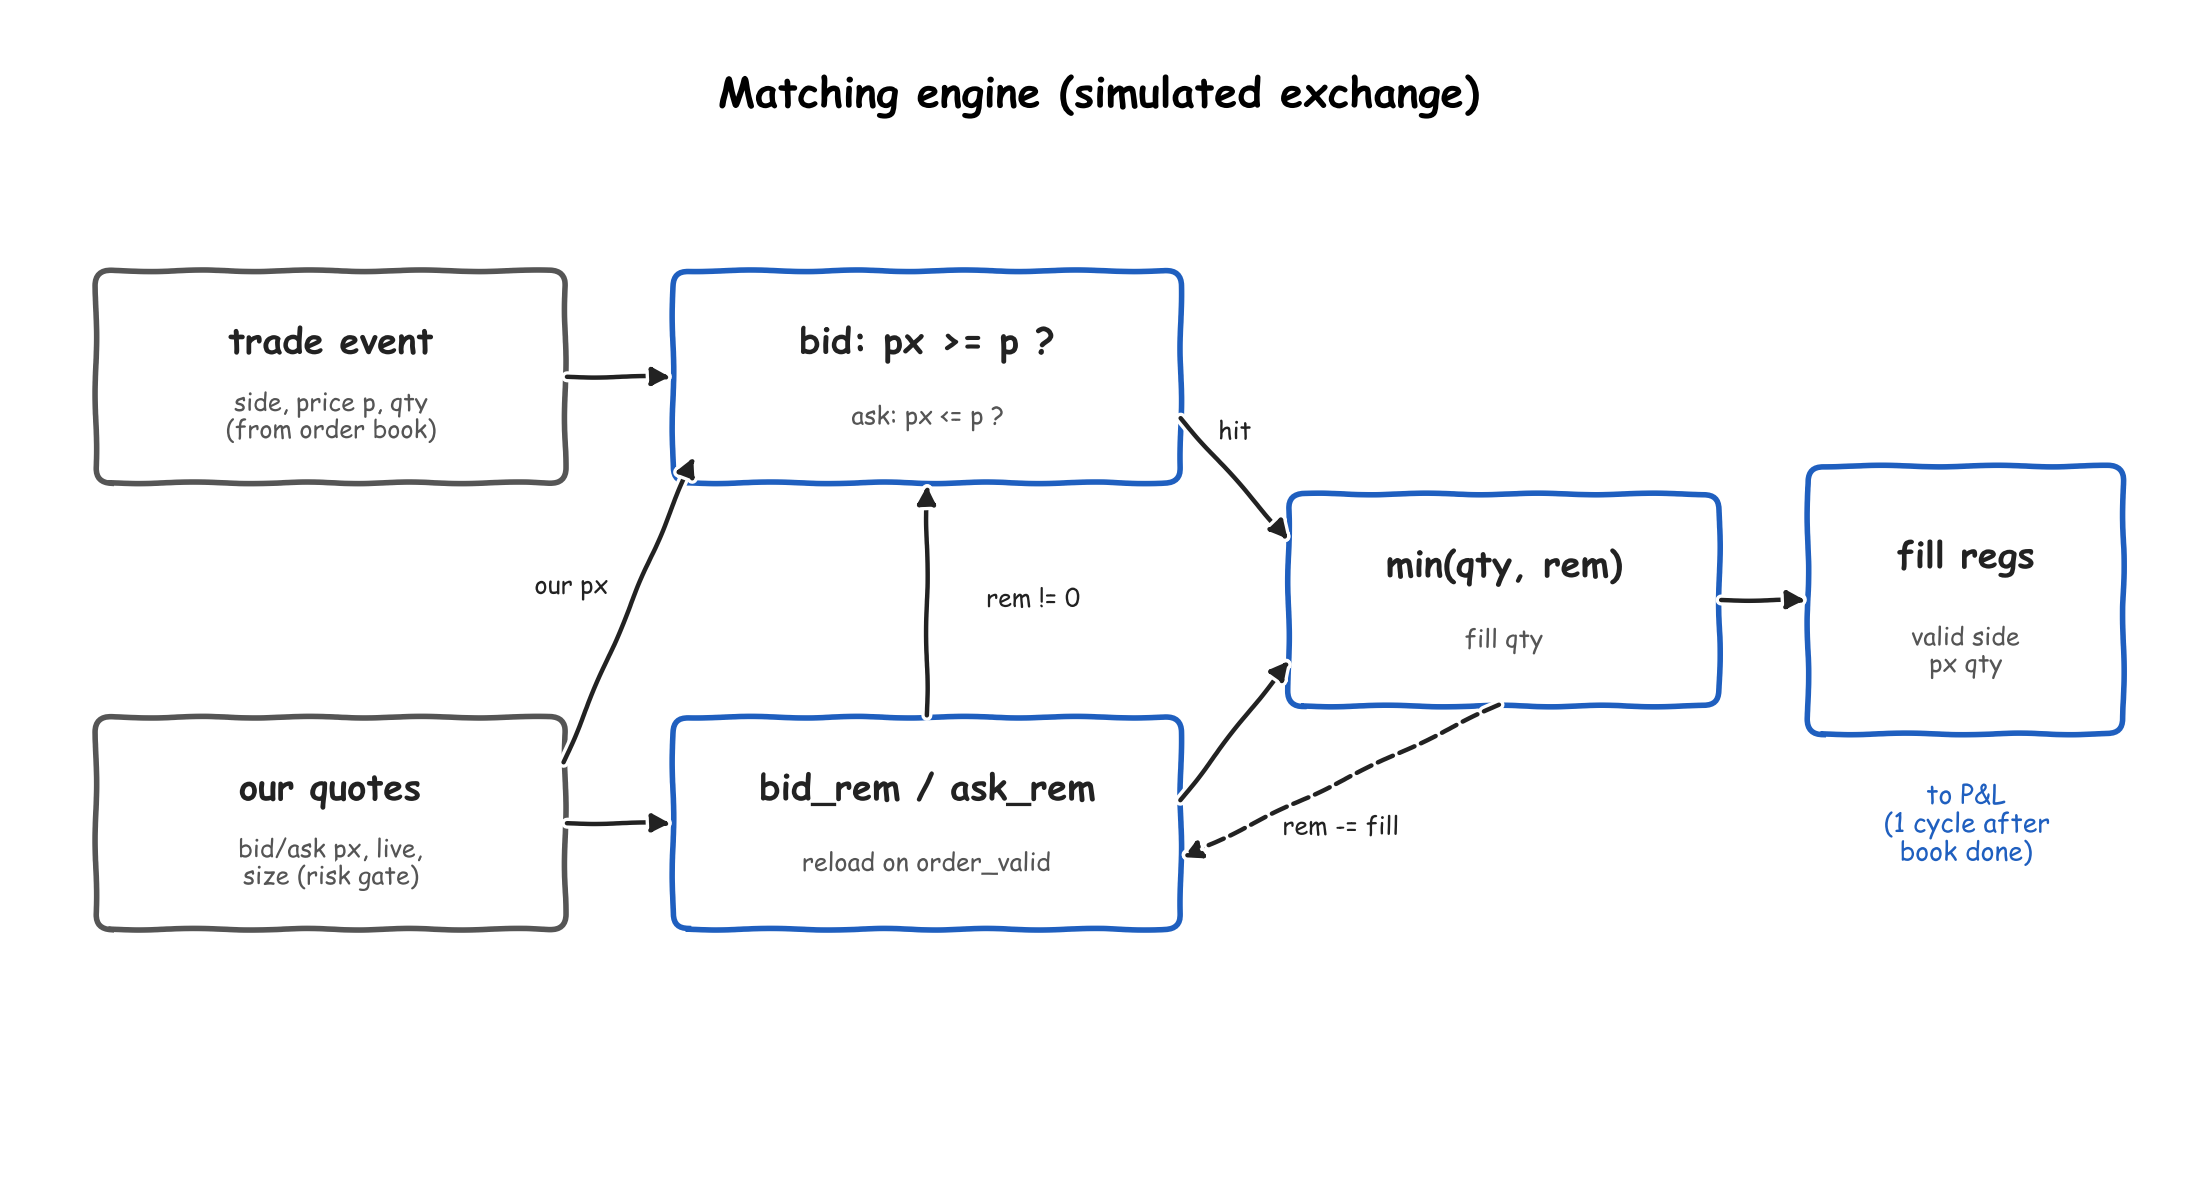 Matching engine (simulated exchange)
trade event
side, price p, qty
(from order book)
bid: px >= p ?
ask: px <= p ?
hit
our px
rem != 0
min(qty, rem)
fill qty
fill regs
valid side
px qty
our quotes
bid/ask px, live,
size (risk gate)
bid_rem / ask_rem
reload on order_valid
rem -= fill
to P&L
(1 cycle after
book done)